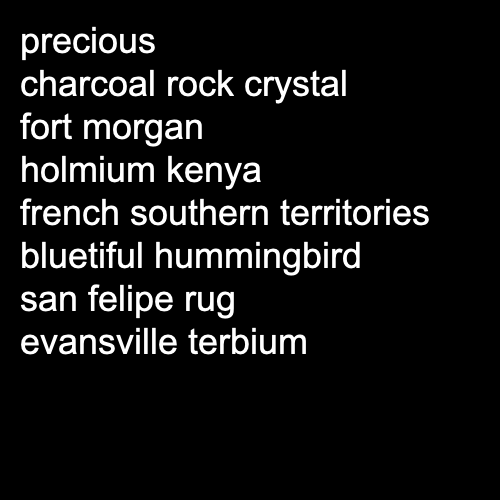 precious
charcoal rock crystal
fort morgan
holmium kenya
french southern territories
bluetiful hummingbird
san felipe rug
evansville terbium